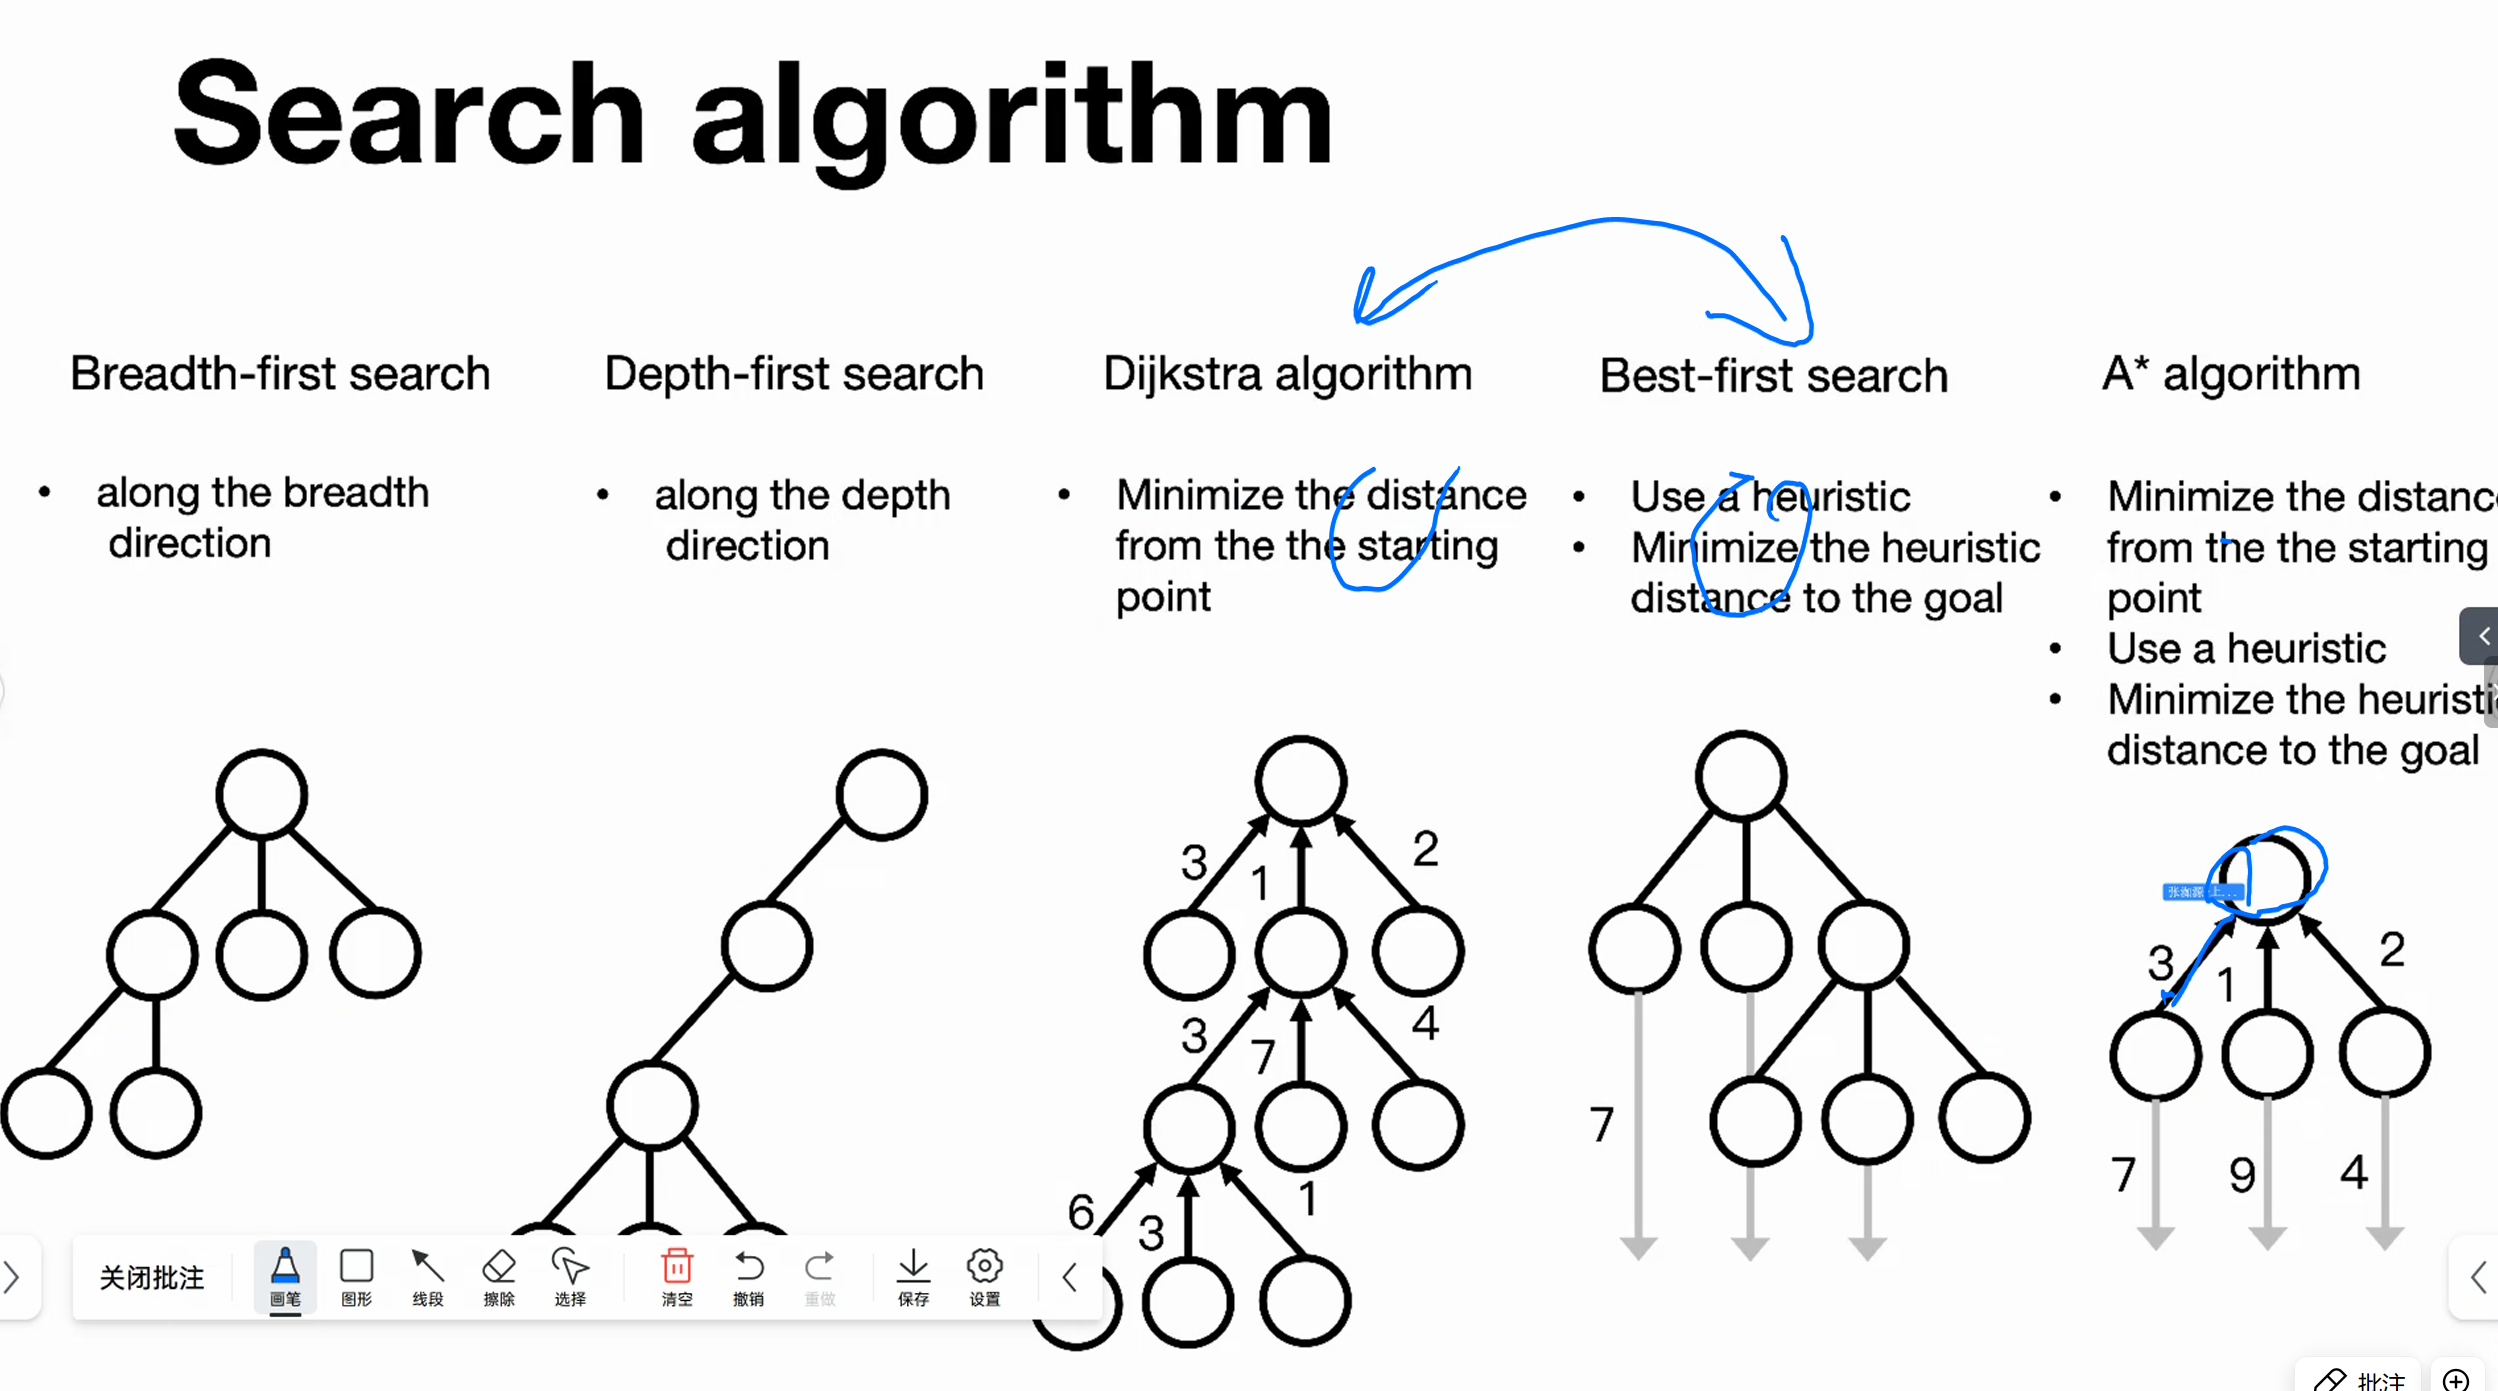 Search algorithm
Breadth-first search
• along the breadth
direction
Depth-first search
• along the depth
direction
Dijkstra algorithm
• Minimize the distance
from the the starting
point
Best-first search
• Use a heuristic
• Minimize the heuristic
distance to the goal
A* algorithm
• Minimize the distance
from the the starting
point
• Use a heuristic
• Minimize the heuristic
distance to the goal
3
1
2
3
7
4
6
3
1
7
3
1
2
7
9
4
关闭批注
画笔
图形
线段
擦除
选择
清空
撤销
重做
保存
设置
批注